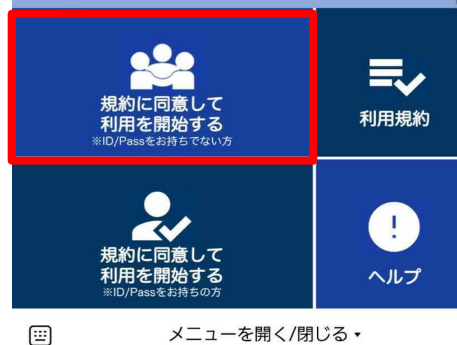 規約に同意して
利用を開始する
※ID/Passをお持ちでない方
利用規約
規約に同意して
利用を開始する
※ID/Passをお持ちの方
ヘルプ
メニューを開く/閉じる▾